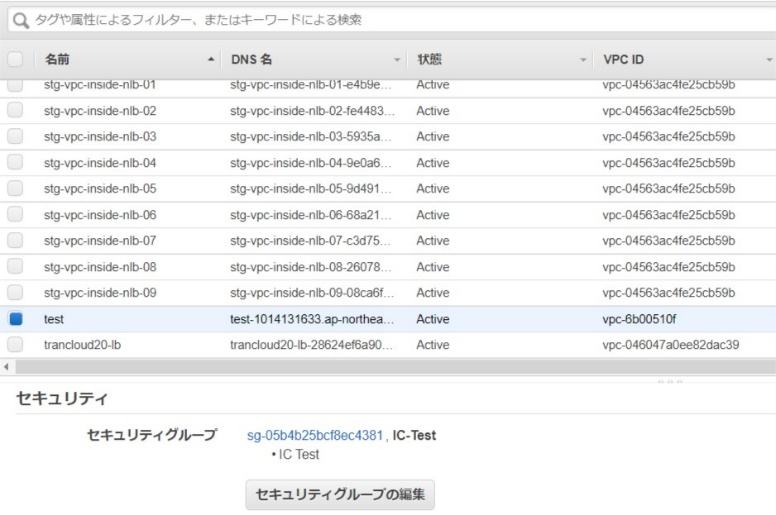 タグや属性によるフィルター、またはキーワードによる検索
名前 DNS 名 状態 VPC ID
stg-vpc-inside-nlb-01 stg-vpc-inside-nlb-01-e4b9e... Active vpc-04563ac4fe25cb59b
stg-vpc-inside-nlb-02 stg-vpc-inside-nlb-02-fe4483... Active vpc-04563ac4fe25cb59b
stg-vpc-inside-nlb-03 stg-vpc-inside-nlb-03-5935a... Active vpc-04563ac4fe25cb59b
stg-vpc-inside-nlb-04 stg-vpc-inside-nlb-04-9e0a6... Active vpc-04563ac4fe25cb59b
stg-vpc-inside-nlb-05 stg-vpc-inside-nlb-05-9d491... Active vpc-04563ac4fe25cb59b
stg-vpc-inside-nlb-06 stg-vpc-inside-nlb-06-68a21... Active vpc-04563ac4fe25cb59b
stg-vpc-inside-nlb-07 stg-vpc-inside-nlb-07-c3d75... Active vpc-04563ac4fe25cb59b
stg-vpc-inside-nlb-08 stg-vpc-inside-nlb-08-26078... Active vpc-04563ac4fe25cb59b
stg-vpc-inside-nlb-09 stg-vpc-inside-nlb-09-08ca6f... Active vpc-04563ac4fe25cb59b
test test-1014131633.ap-northea... Active vpc-6b00510f
trancloud20-lb trancloud20-lb-28624ef6a90... Active vpc-046047a0ee82dac39
セキュリティ
セキュリティグループ sg-05b4b25bcf8ec4381, IC-Test
• IC Test
セキュリティグループの編集